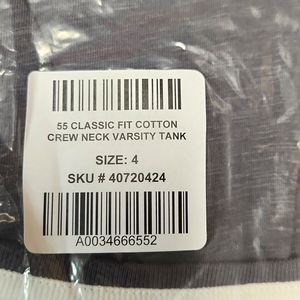 55 CLASSIC FIT COTTON
CREW NECK VARSITY TANK
SIZE: 4
SKU # 40720424
A0034666552